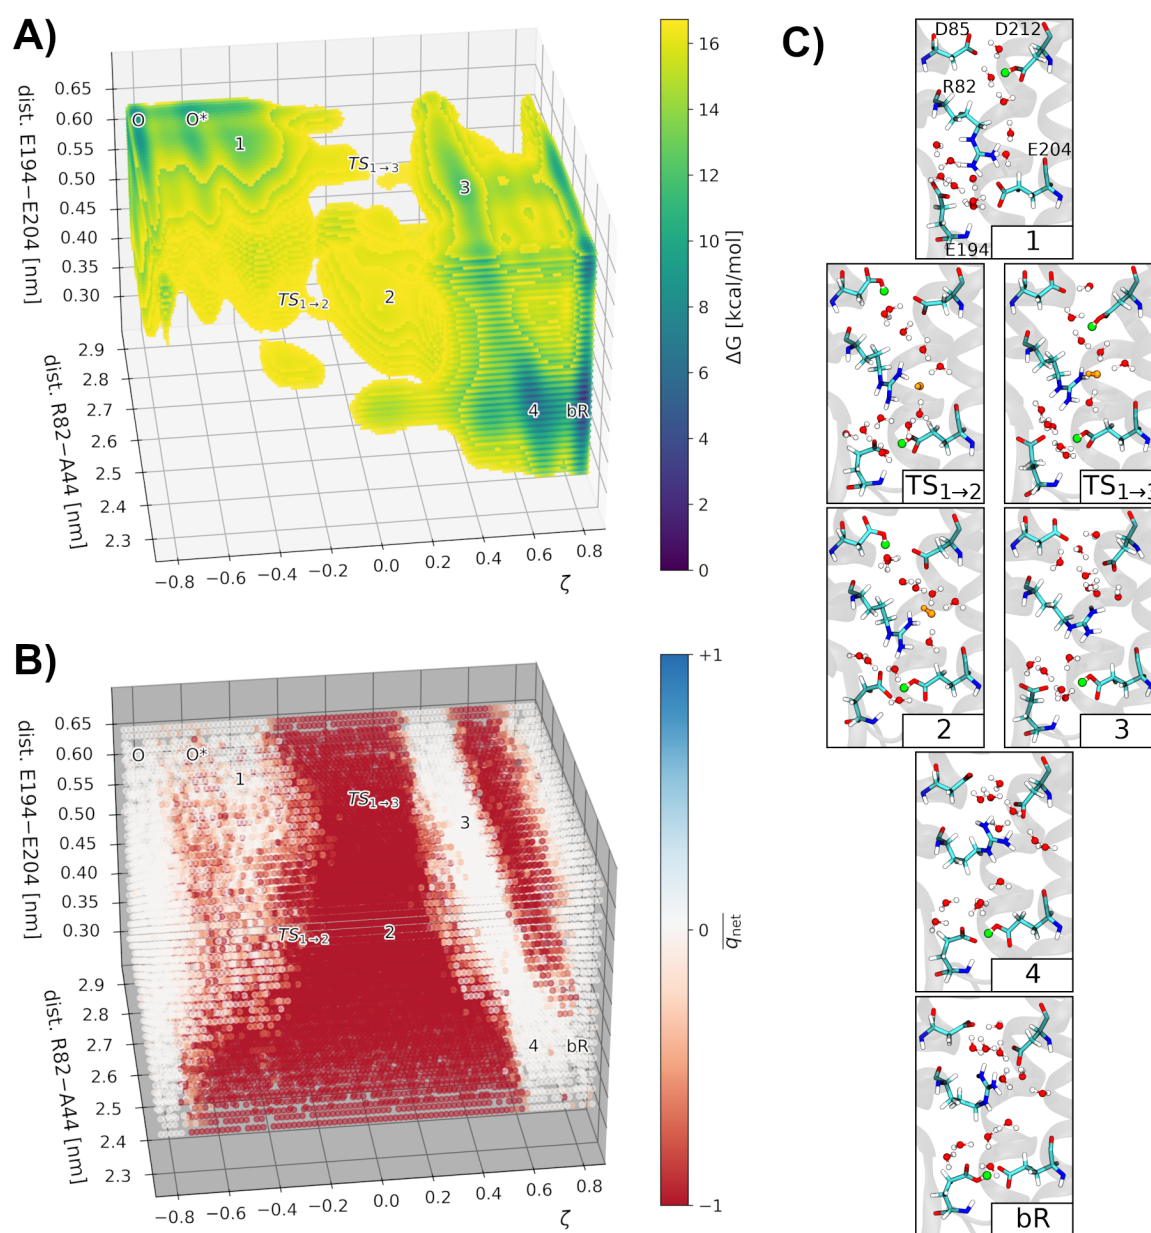 A)
dist. E194−E204 [nm]
0.65
0.60
0.55
0.50
0.45
0.40
0.35
0.30
dist. R82−A44 [nm]
2.9
2.8
2.7
2.6
2.5
2.4
2.3
−0.8 −0.6 −0.4 −0.2 0.0 0.2 0.4 0.6 0.8
ζ
O O* 1
TS1→3
3
TS1→2
2
4 bR
16
14
12
10
8
6
4
2
0
ΔG [kcal/mol]
B)
dist. E194−E204 [nm]
0.65
0.60
0.55
0.50
0.45
0.40
0.35
0.30
dist. R82−A44 [nm]
2.9
2.8
2.7
2.6
2.5
2.4
2.3
−0.8 −0.6 −0.4 −0.2 0.0 0.2 0.4 0.6 0.8
ζ
O O* 1
TS1→3
3
TS1→2
2
4 bR
+1
0
−1
qnet
C)
D85 D212
R82
E204
E194
1
TS1→2
TS1→3
2
3
4
bR